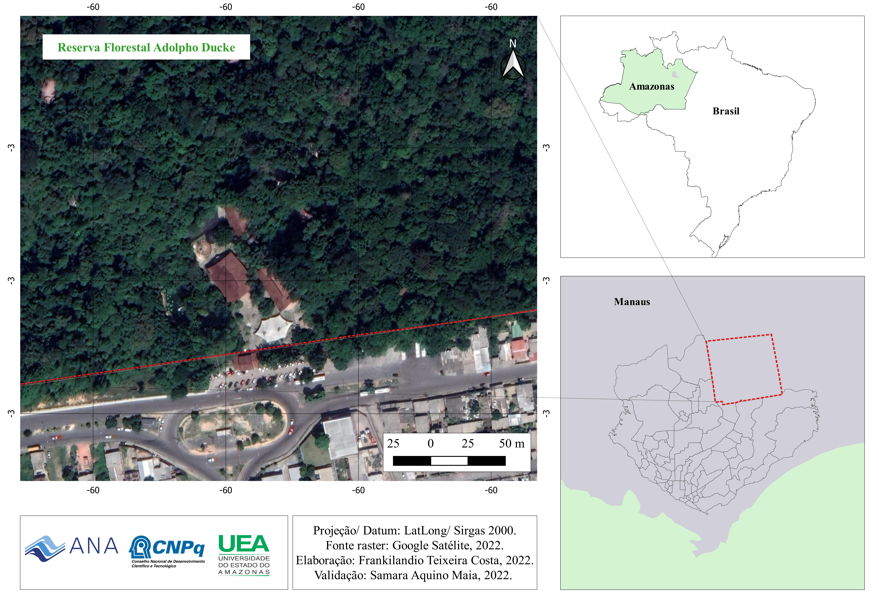 -60 -60 -60 -60
Reserva Florestal Adolpho Ducke
N
-3 -3
-3 -3
-3 -3
25 0 25 50 m
-60 -60 -60 -60
Amazonas
Brasil
Manaus
ANA
CNPq
Conselho Nacional de Desenvolvimento
Científico e Tecnológico
UEA
UNIVERSIDADE
DO ESTADO DO
AMAZONAS
Projeção/ Datum: LatLong/ Sirgas 2000.
Fonte raster: Google Satélite, 2022.
Elaboração: Frankilandio Teixeira Costa, 2022.
Validação: Samara Aquino Maia, 2022.